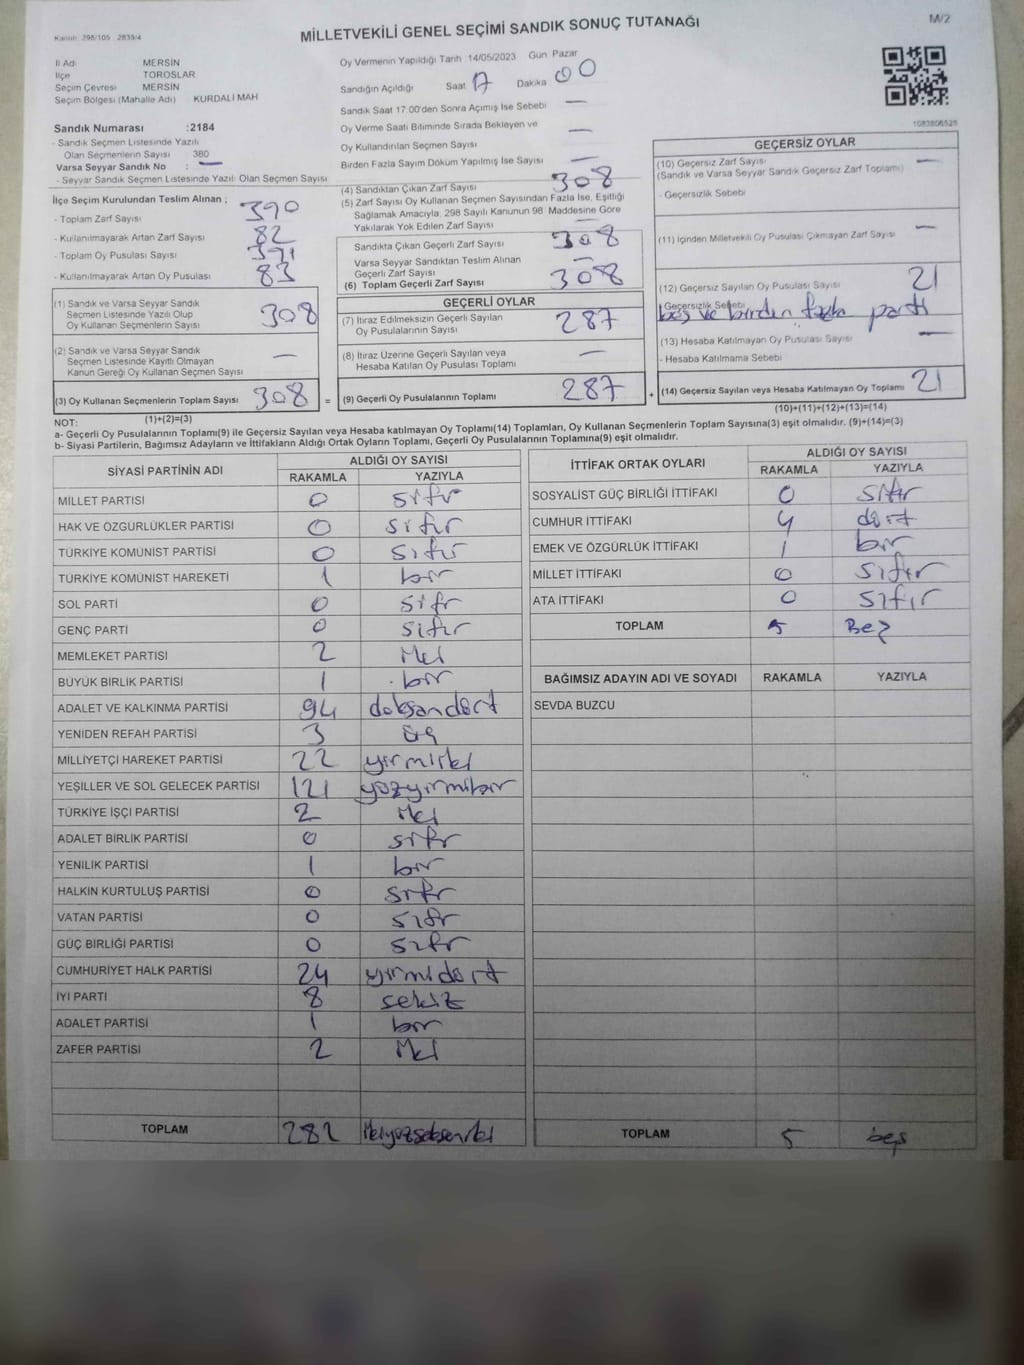 Kanun: 298/105 2839/4
MİLLETVEKİLİ GENEL SEÇİMİ SANDIK SONUÇ TUTANAĞI
M/2
İl Adı MERSİN
İlçe TOROSLAR
Seçim Çevresi MERSİN
Seçim Bölgesi (Mahalle Adı) KURDALİ MAH
Sandık Numarası :2184
- Sandık Seçmen Listesinde Yazılı
Olan Seçmenlerin Sayısı 380
Varsa Seyyar Sandık No : —
- Seyyar Sandık Seçmen Listesinde Yazılı Olan Seçmen Sayısı
Oy Vermenin Yapıldığı Tarih 14/05/2023 Gün Pazar
Sandığın Açıldığı Saat 17 Dakika 00
Sandık Saat 17.00'den Sonra Açılmış İse Sebebi —
Oy Verme Saati Bitiminde Sırada Bekleyen ve
Oy Kullandırılan Seçmen Sayısı —
Birden Fazla Sayım Döküm Yapılmış İse Sayısı —
İlçe Seçim Kurulundan Teslim Alınan ;
- Toplam Zarf Sayısı 390
- Kullanılmayarak Artan Zarf Sayısı 82
- Toplam Oy Pusulası Sayısı 391
- Kullanılmayarak Artan Oy Pusulası 83
(4) Sandıktan Çıkan Zarf Sayısı 308
(5) Zarf Sayısı Oy Kullanan Seçmen Sayısından Fazla İse, Eşitliği
Sağlamak Amacıyla, 298 Sayılı Kanunun 98. Maddesine Göre
Yakılarak Yok Edilen Zarf Sayısı —
Sandıkta Çıkan Geçerli Zarf Sayısı 308
Varsa Seyyar Sandıktan Teslim Alınan
Geçerli Zarf Sayısı
(6) Toplam Geçerli Zarf Sayısı 308
1083806525
GEÇERSİZ OYLAR
(10) Geçersiz Zarf Sayısı —
(Sandık ve Varsa Seyyar Sandık Geçersiz Zarf Toplamı)
- Geçersizlik Sebebi
(11) İçinden Milletvekili Oy Pusulası Çıkmayan Zarf Sayısı —
(12) Geçersiz Sayılan Oy Pusulası Sayısı 21
- Geçersizlik Sebebi
boş ve birden fazla parti
(13) Hesaba Katılmayan Oy Pusulası Sayısı —
- Hesaba Katılmama Sebebi
(14) Geçersiz Sayılan veya Hesaba Katılmayan Oy Toplamı 21
(10)+(11)+(12)+(13)=(14)
(1) Sandık ve Varsa Seyyar Sandık
Seçmen Listesinde Yazılı Olup
Oy Kullanan Seçmenlerin Sayısı 308
(2) Sandık ve Varsa Seyyar Sandık
Seçmen Listesinde Kayıtlı Olmayan
Kanun Gereği Oy Kullanan Seçmen Sayısı —
(3) Oy Kullanan Seçmenlerin Toplam Sayısı 308 =
(1)+(2)=(3)
GEÇERLİ OYLAR
(7) İtiraz Edilmeksizin Geçerli Sayılan
Oy Pusulalarının Sayısı 287
(8) İtiraz Üzerine Geçerli Sayılan veya
Hesaba Katılan Oy Pusulası Toplamı —
(9) Geçerli Oy Pusulalarının Toplamı 287 +
NOT:
a- Geçerli Oy Pusulalarının Toplamı(9) ile Geçersiz Sayılan veya Hesaba katılmayan Oy Toplamı(14) Toplamları, Oy Kullanan Seçmenlerin Toplam Sayısına(3) eşit olmalıdır. (9)+(14)=(3)
b- Siyasi Partilerin, Bağımsız Adayların ve İttifakların Aldığı Ortak Oyların Toplamı, Geçerli Oy Pusulalarının Toplamına(9) eşit olmalıdır.
SİYASİ PARTİNİN ADI ALDIĞI OY SAYISI
RAKAMLA YAZIYLA
MİLLET PARTİSİ 0 sıfır
HAK VE ÖZGÜRLÜKLER PARTİSİ 0 sıfır
TÜRKİYE KOMÜNİST PARTİSİ 0 sıfır
TÜRKİYE KOMÜNİST HAREKETİ 1 bir
SOL PARTİ 0 sıfır
GENÇ PARTİ 0 sıfır
MEMLEKET PARTİSİ 2 iki
BÜYÜK BİRLİK PARTİSİ 1 bir
ADALET VE KALKINMA PARTİSİ 94 doksandört
YENİDEN REFAH PARTİSİ 3 üç
MİLLİYETÇİ HAREKET PARTİSİ 22 yirmiiki
YEŞİLLER VE SOL GELECEK PARTİSİ 121 yüzyirmibir
TÜRKİYE İŞÇİ PARTİSİ 2 iki
ADALET BİRLİK PARTİSİ 0 sıfır
YENİLİK PARTİSİ 1 bir
HALKIN KURTULUŞ PARTİSİ 0 sıfır
VATAN PARTİSİ 0 sıfır
GÜÇ BİRLİĞİ PARTİSİ 0 sıfır
CUMHURİYET HALK PARTİSİ 24 yirmidört
İYİ PARTİ 8 sekiz
ADALET PARTİSİ 1 bir
ZAFER PARTİSİ 2 iki
TOPLAM 282 ikiyüzsekseniki
İTTİFAK ORTAK OYLARI ALDIĞI OY SAYISI
RAKAMLA YAZIYLA
SOSYALİST GÜÇ BİRLİĞİ İTTİFAKI 0 sıfır
CUMHUR İTTİFAKI 4 dört
EMEK VE ÖZGÜRLÜK İTTİFAKI 1 bir
MİLLET İTTİFAKI 0 sıfır
ATA İTTİFAKI 0 sıfır
TOPLAM 5 Beş
BAĞIMSIZ ADAYIN ADI VE SOYADI RAKAMLA YAZIYLA
SEVDA BUZCU
TOPLAM 5 beş